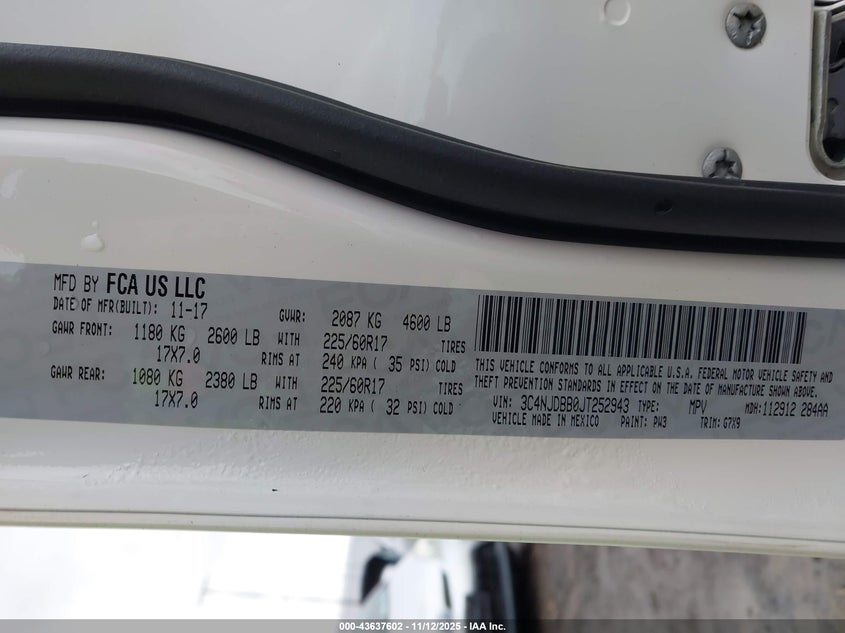 MFD BY FCA US LLC
DATE OF MFR(BUILT): 11-17 GVWR: 2087 KG 4600 LB
GAWR FRONT: 1180 KG 2600 LB WITH 225/60R17 TIRES
17X7.0 RIMS AT 240 KPA ( 35 PSI) COLD
GAWR REAR: 1080 KG 2380 LB WITH 225/60R17 TIRES
17X7.0 RIMS AT 220 KPA ( 32 PSI) COLD
THIS VEHICLE CONFORMS TO ALL APPLICABLE U.S.A. FEDERAL MOTOR VEHICLE SAFETY AND
THEFT PREVENTION STANDARDS IN EFFECT ON THE DATE OF MANUFACTURE SHOWN ABOVE.
VIN: 3C4NJDBB0JT252943 TYPE: MPV MDH:112912 284AA
VEHICLE MADE IN MEXICO PAINT: PW3 TRIM: G7X9
000-43637602 - 11/12/2025 - IAA Inc.